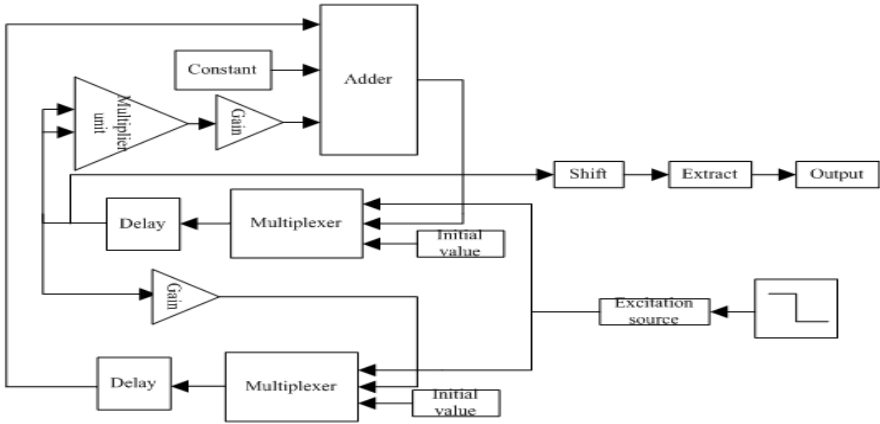 Constant
Adder
Multiplier
unit
Gain
Shift
Extract
Output
Delay
Multiplexer
Initial
value
Gain
Excitation
source
Delay
Multiplexer
Initial
value